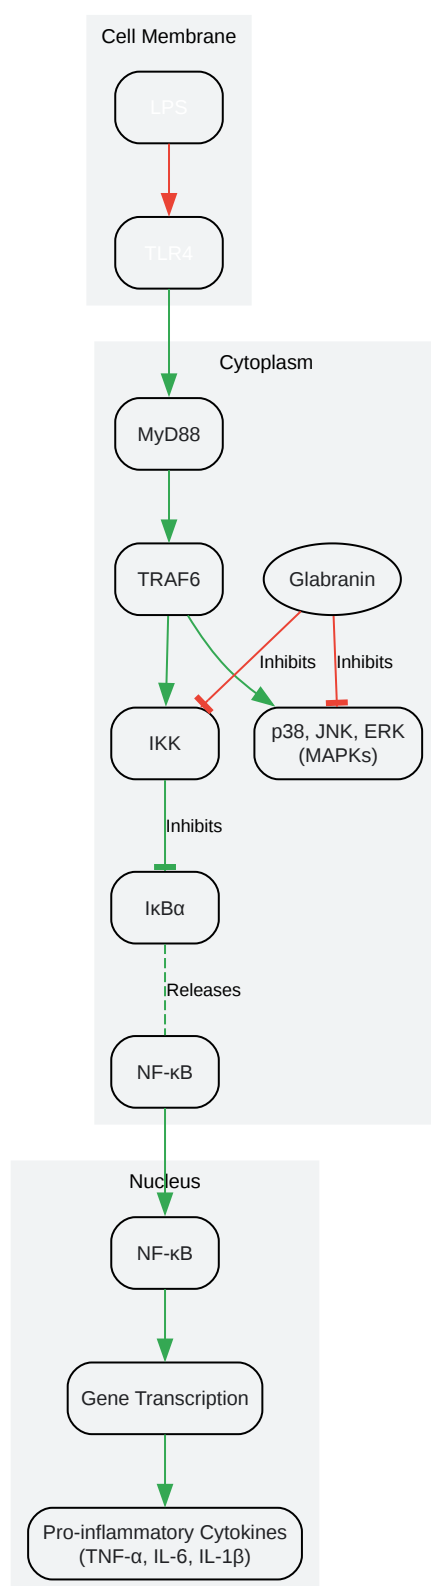 Cell Membrane
LPS
TLR4
Cytoplasm
MyD88
TRAF6
Glabranin
Inhibits
Inhibits
IKK
p38, JNK, ERK
(MAPKs)
Inhibits
IκBα
Releases
NF-κB
Nucleus
NF-κB
Gene Transcription
Pro-inflammatory Cytokines
(TNF-α, IL-6, IL-1β)